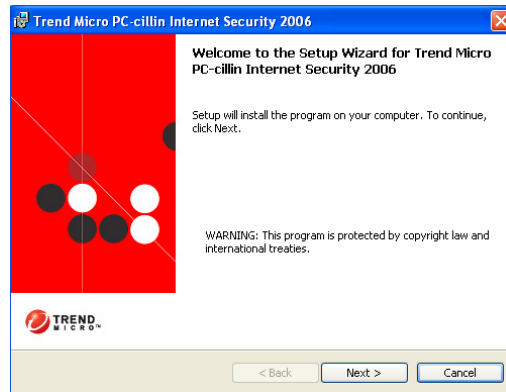 Trend Micro PC-cillin Internet Security 2006
Welcome to the Setup Wizard for Trend Micro
PC-cillin Internet Security 2006
Setup will install the program on your computer. To continue,
click Next.
WARNING: This program is protected by copyright law and
international treaties.
TREND
MICRO™
< Back
Next >
Cancel